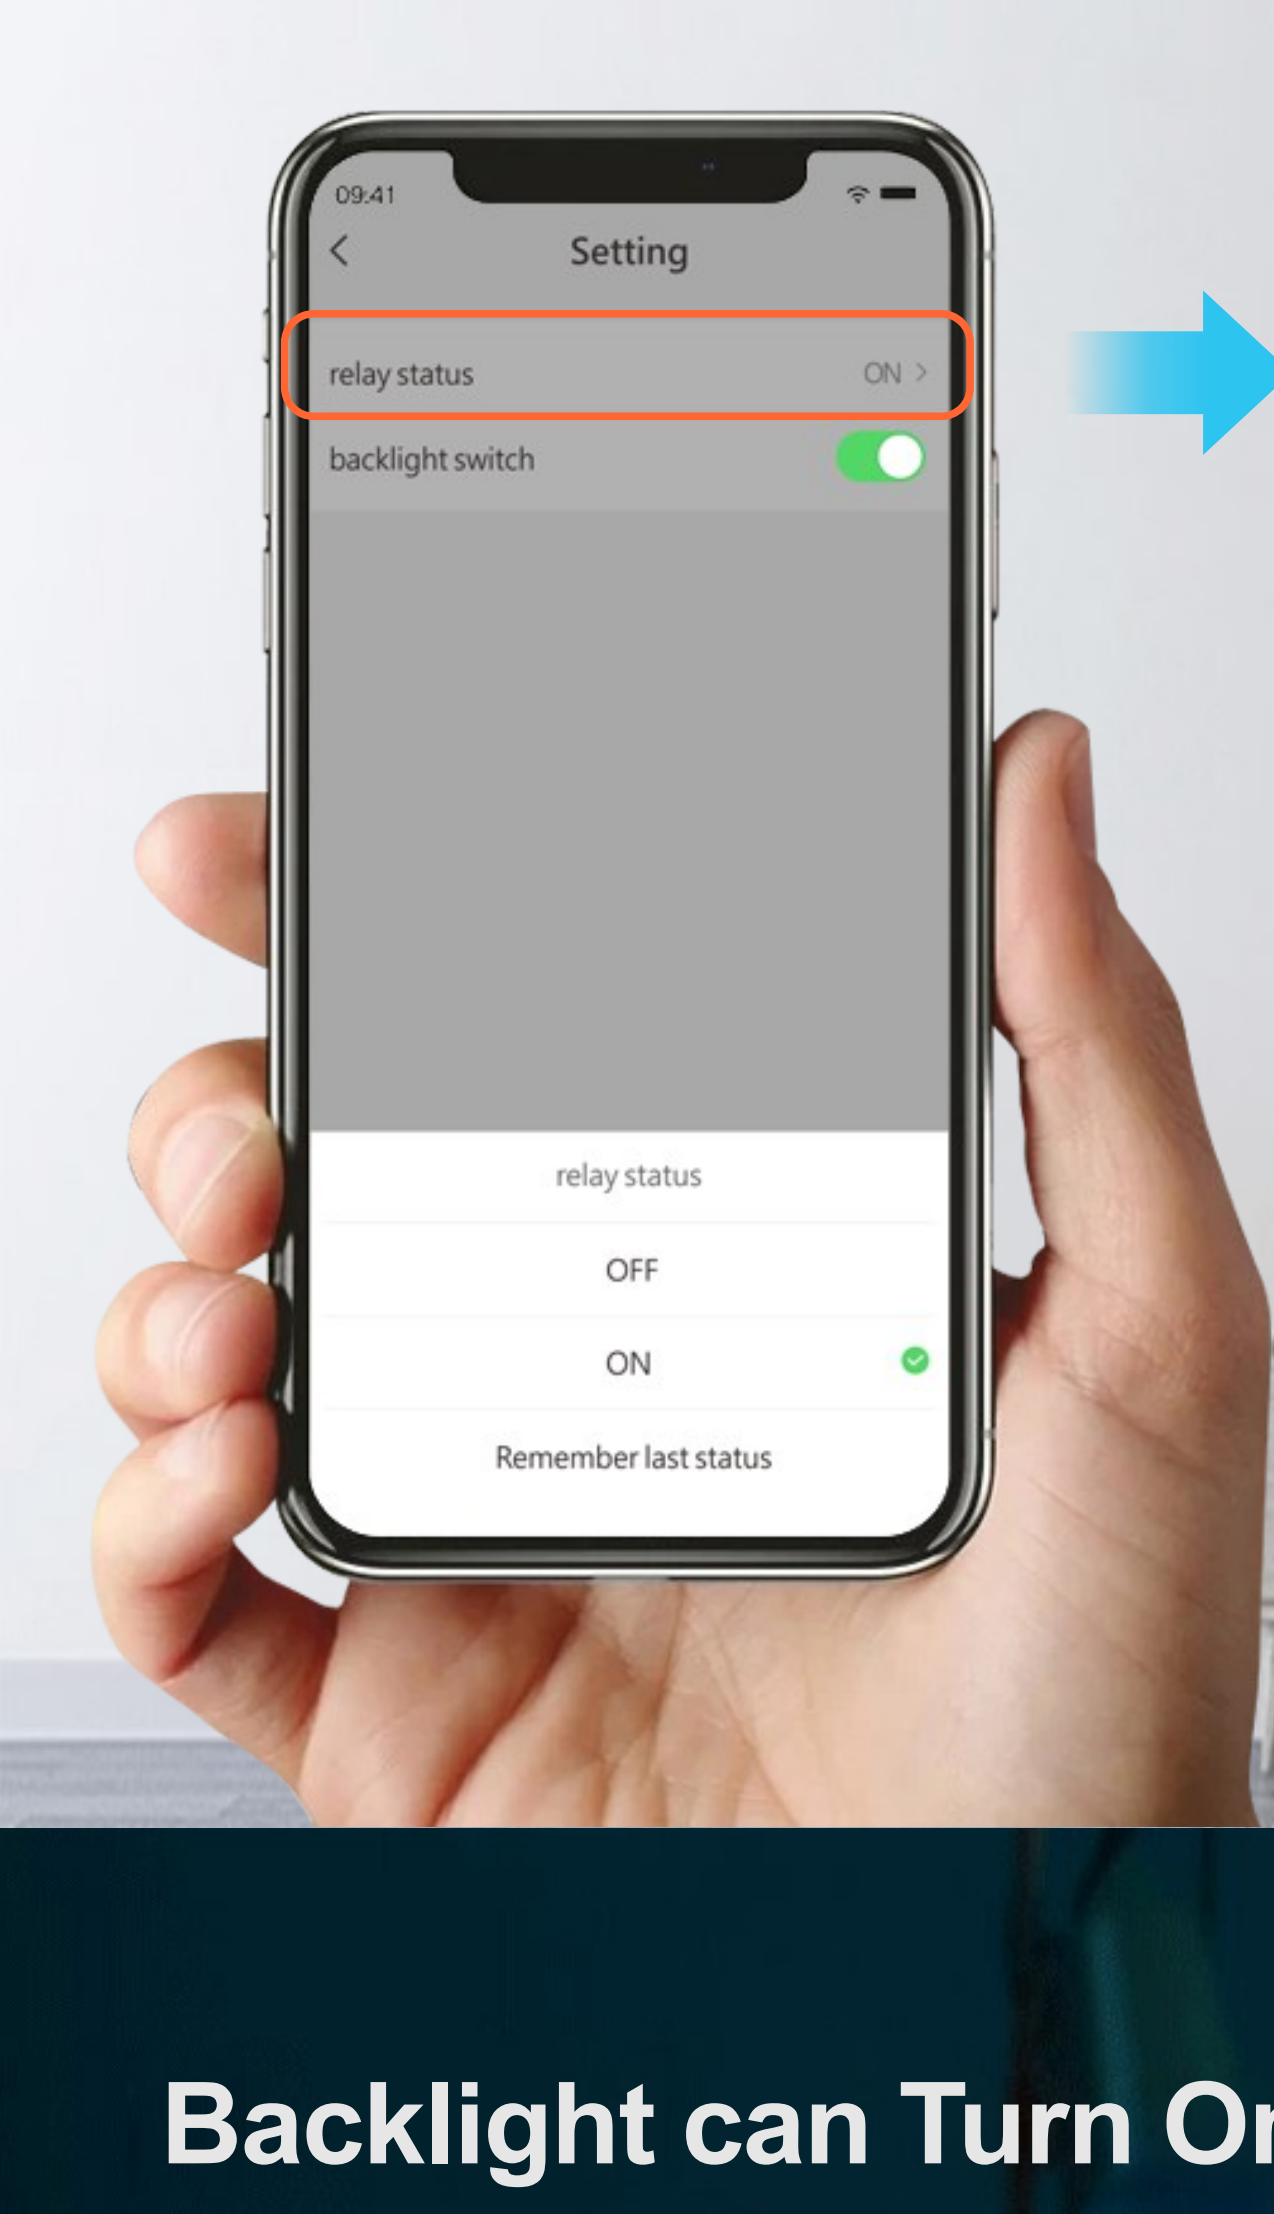 09:41
Setting
relay status ON
backlight switch
relay status
OFF
ON
Remember last status
Backlight can Turn On